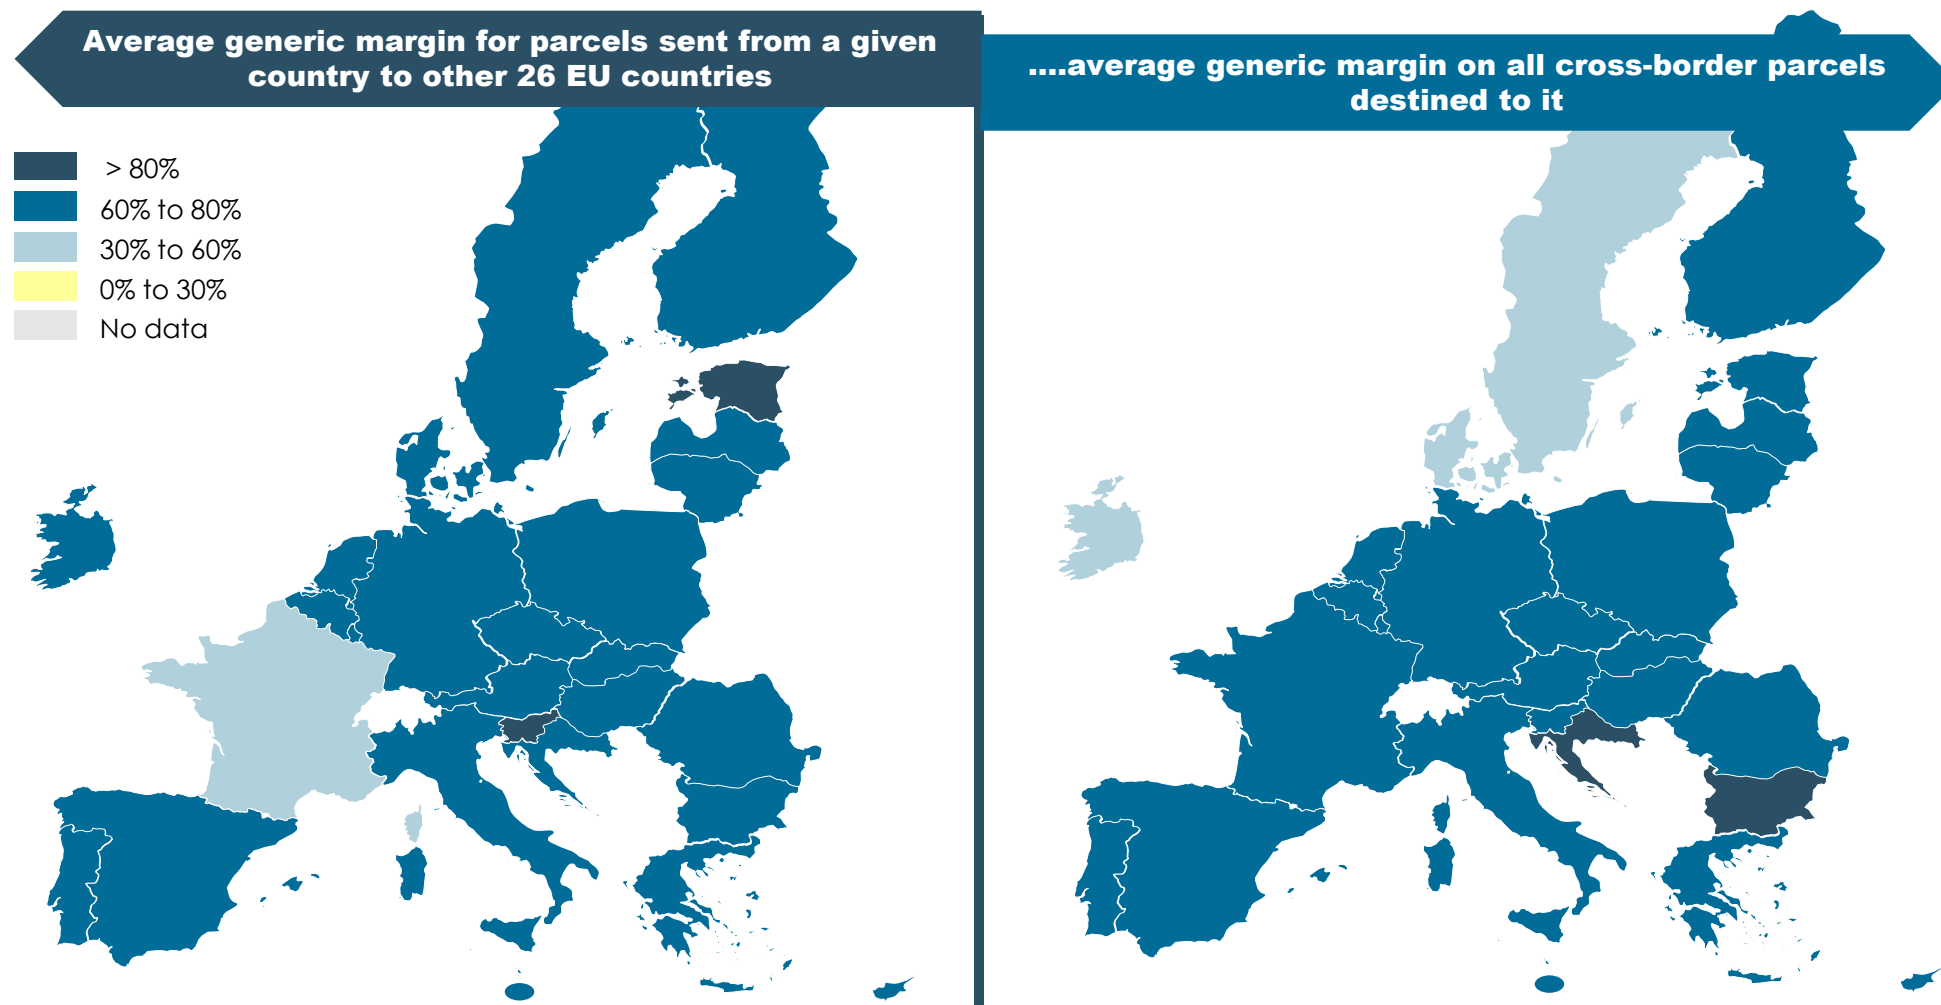 Average generic margin for parcels sent from a given
country to other 26 EU countries
....average generic margin on all cross-border parcels
destined to it
> 80%
60% to 80%
30% to 60%
0% to 30%
No data